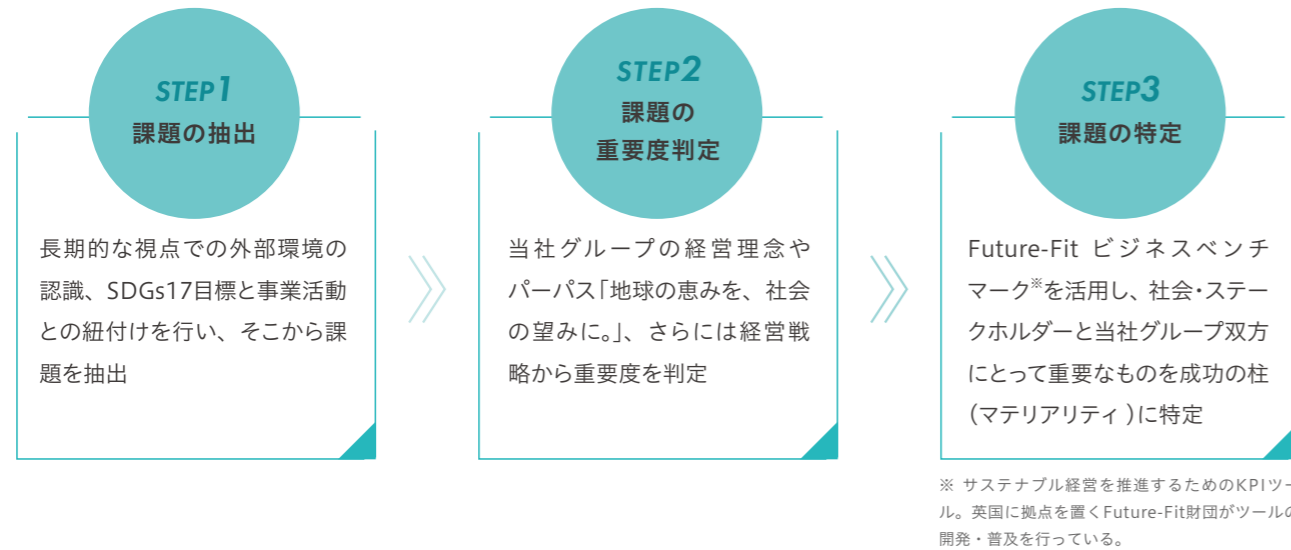 STEP1
課題の抽出
長期的な視点での外部環境の
認識、SDGs17目標と事業活動
との紐付けを行い、そこから課
題を抽出
STEP2
課題の
重要度判定
当社グループの経営理念や
パーパス「地球の恵みを、社会
の望みに。」、さらには経営戦
略から重要度を判定
STEP3
課題の特定
Future-Fit ビジネスベンチ
マーク※を活用し、社会・ステー
クホルダーと当社グループ双方
にとって重要なものを成功の柱
(マテリアリティ)に特定
※ サステナブル経営を推進するためのKPIツー
ル。英国に拠点を置くFuture-Fit財団がツールの
開発・普及を行っている。